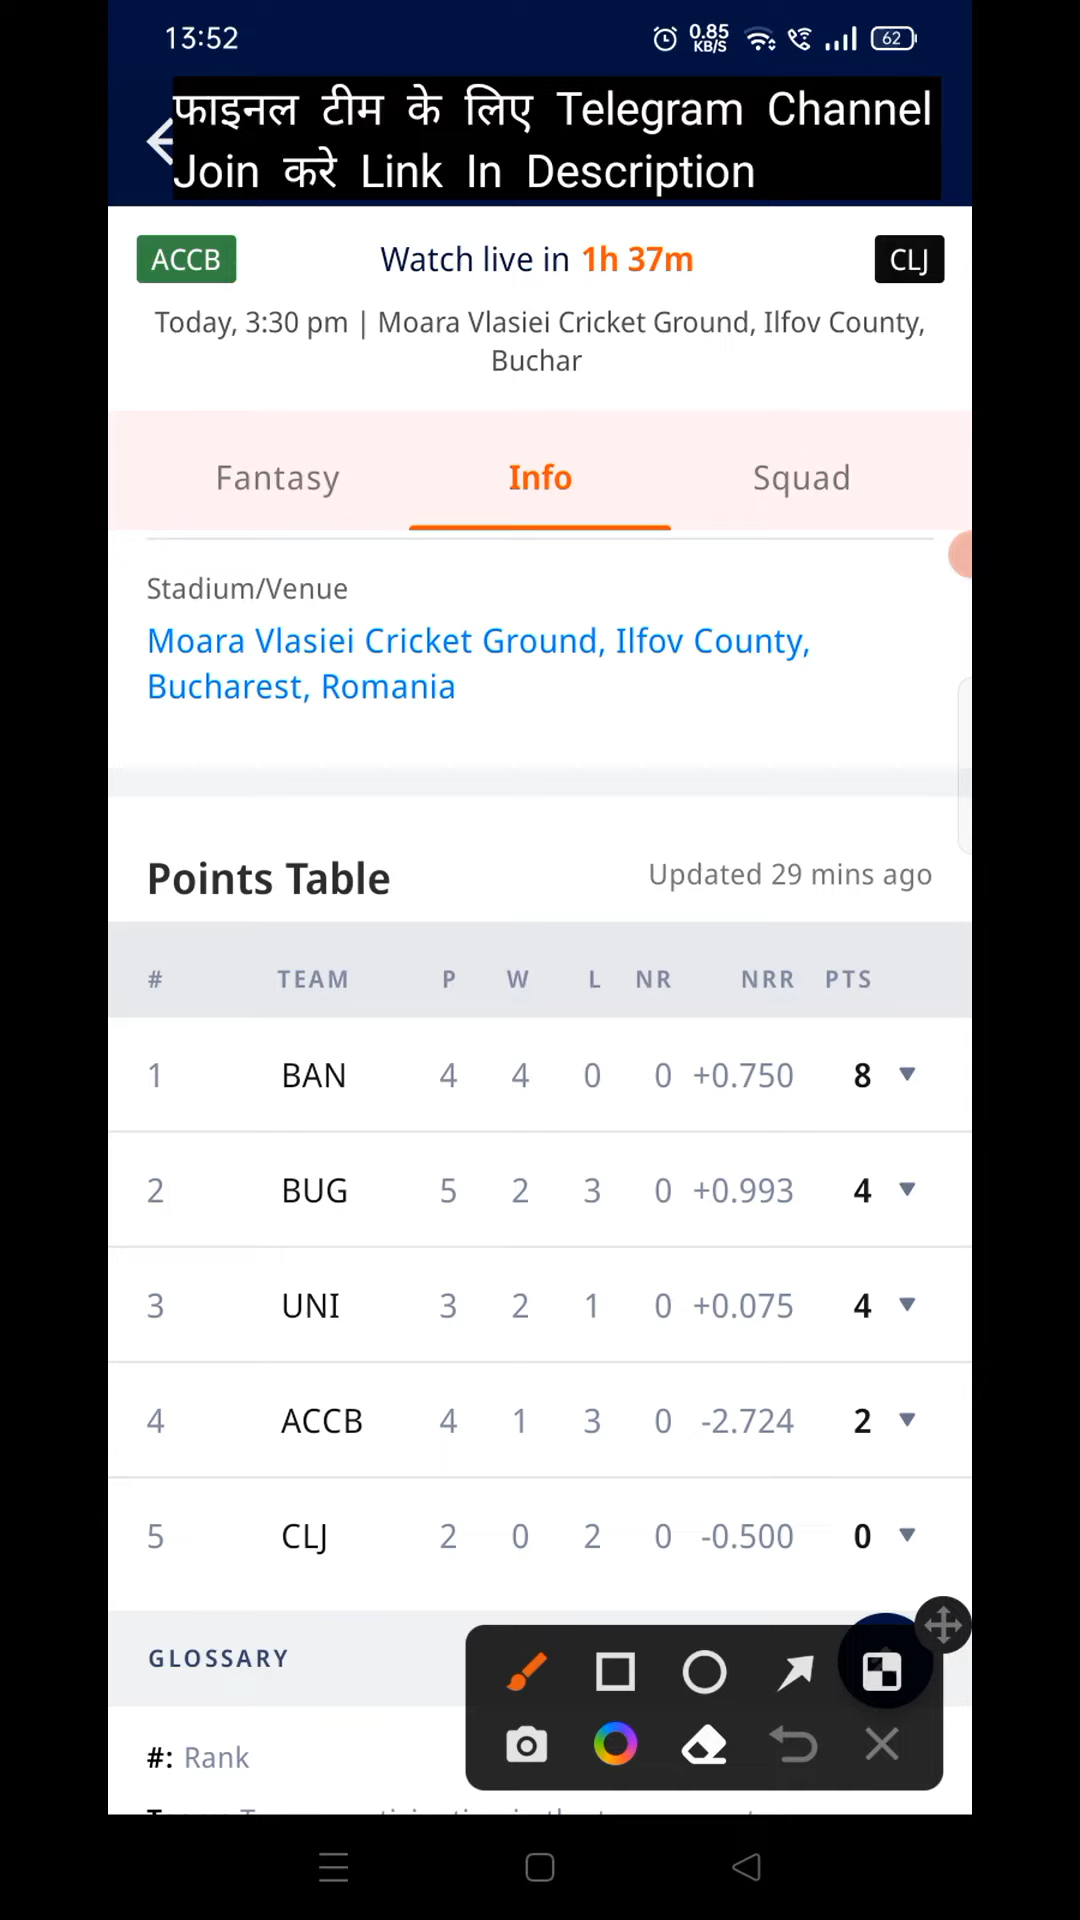 13:52
0.85
KB/S
62
फाइनल टीम के लिए Telegram Channel
Join करे Link In Description
ACCB
Watch live in 1h 37m
CLJ
Today, 3:30 pm | Moara Vlasiei Cricket Ground, Ilfov County,
Buchar
Fantasy Info Squad
Stadium/Venue
Moara Vlasiei Cricket Ground, Ilfov County,
Bucharest, Romania
Points Table Updated 29 mins ago
# TEAM P W L NR NRR PTS
1 BAN 4 4 0 0 +0.750 8
2 BUG 5 2 3 0 +0.993 4
3 UNI 3 2 1 0 +0.075 4
4 ACCB 4 1 3 0 -2.724 2
5 CLJ 2 0 2 0 -0.500 0
GLOSSARY
#: Rank